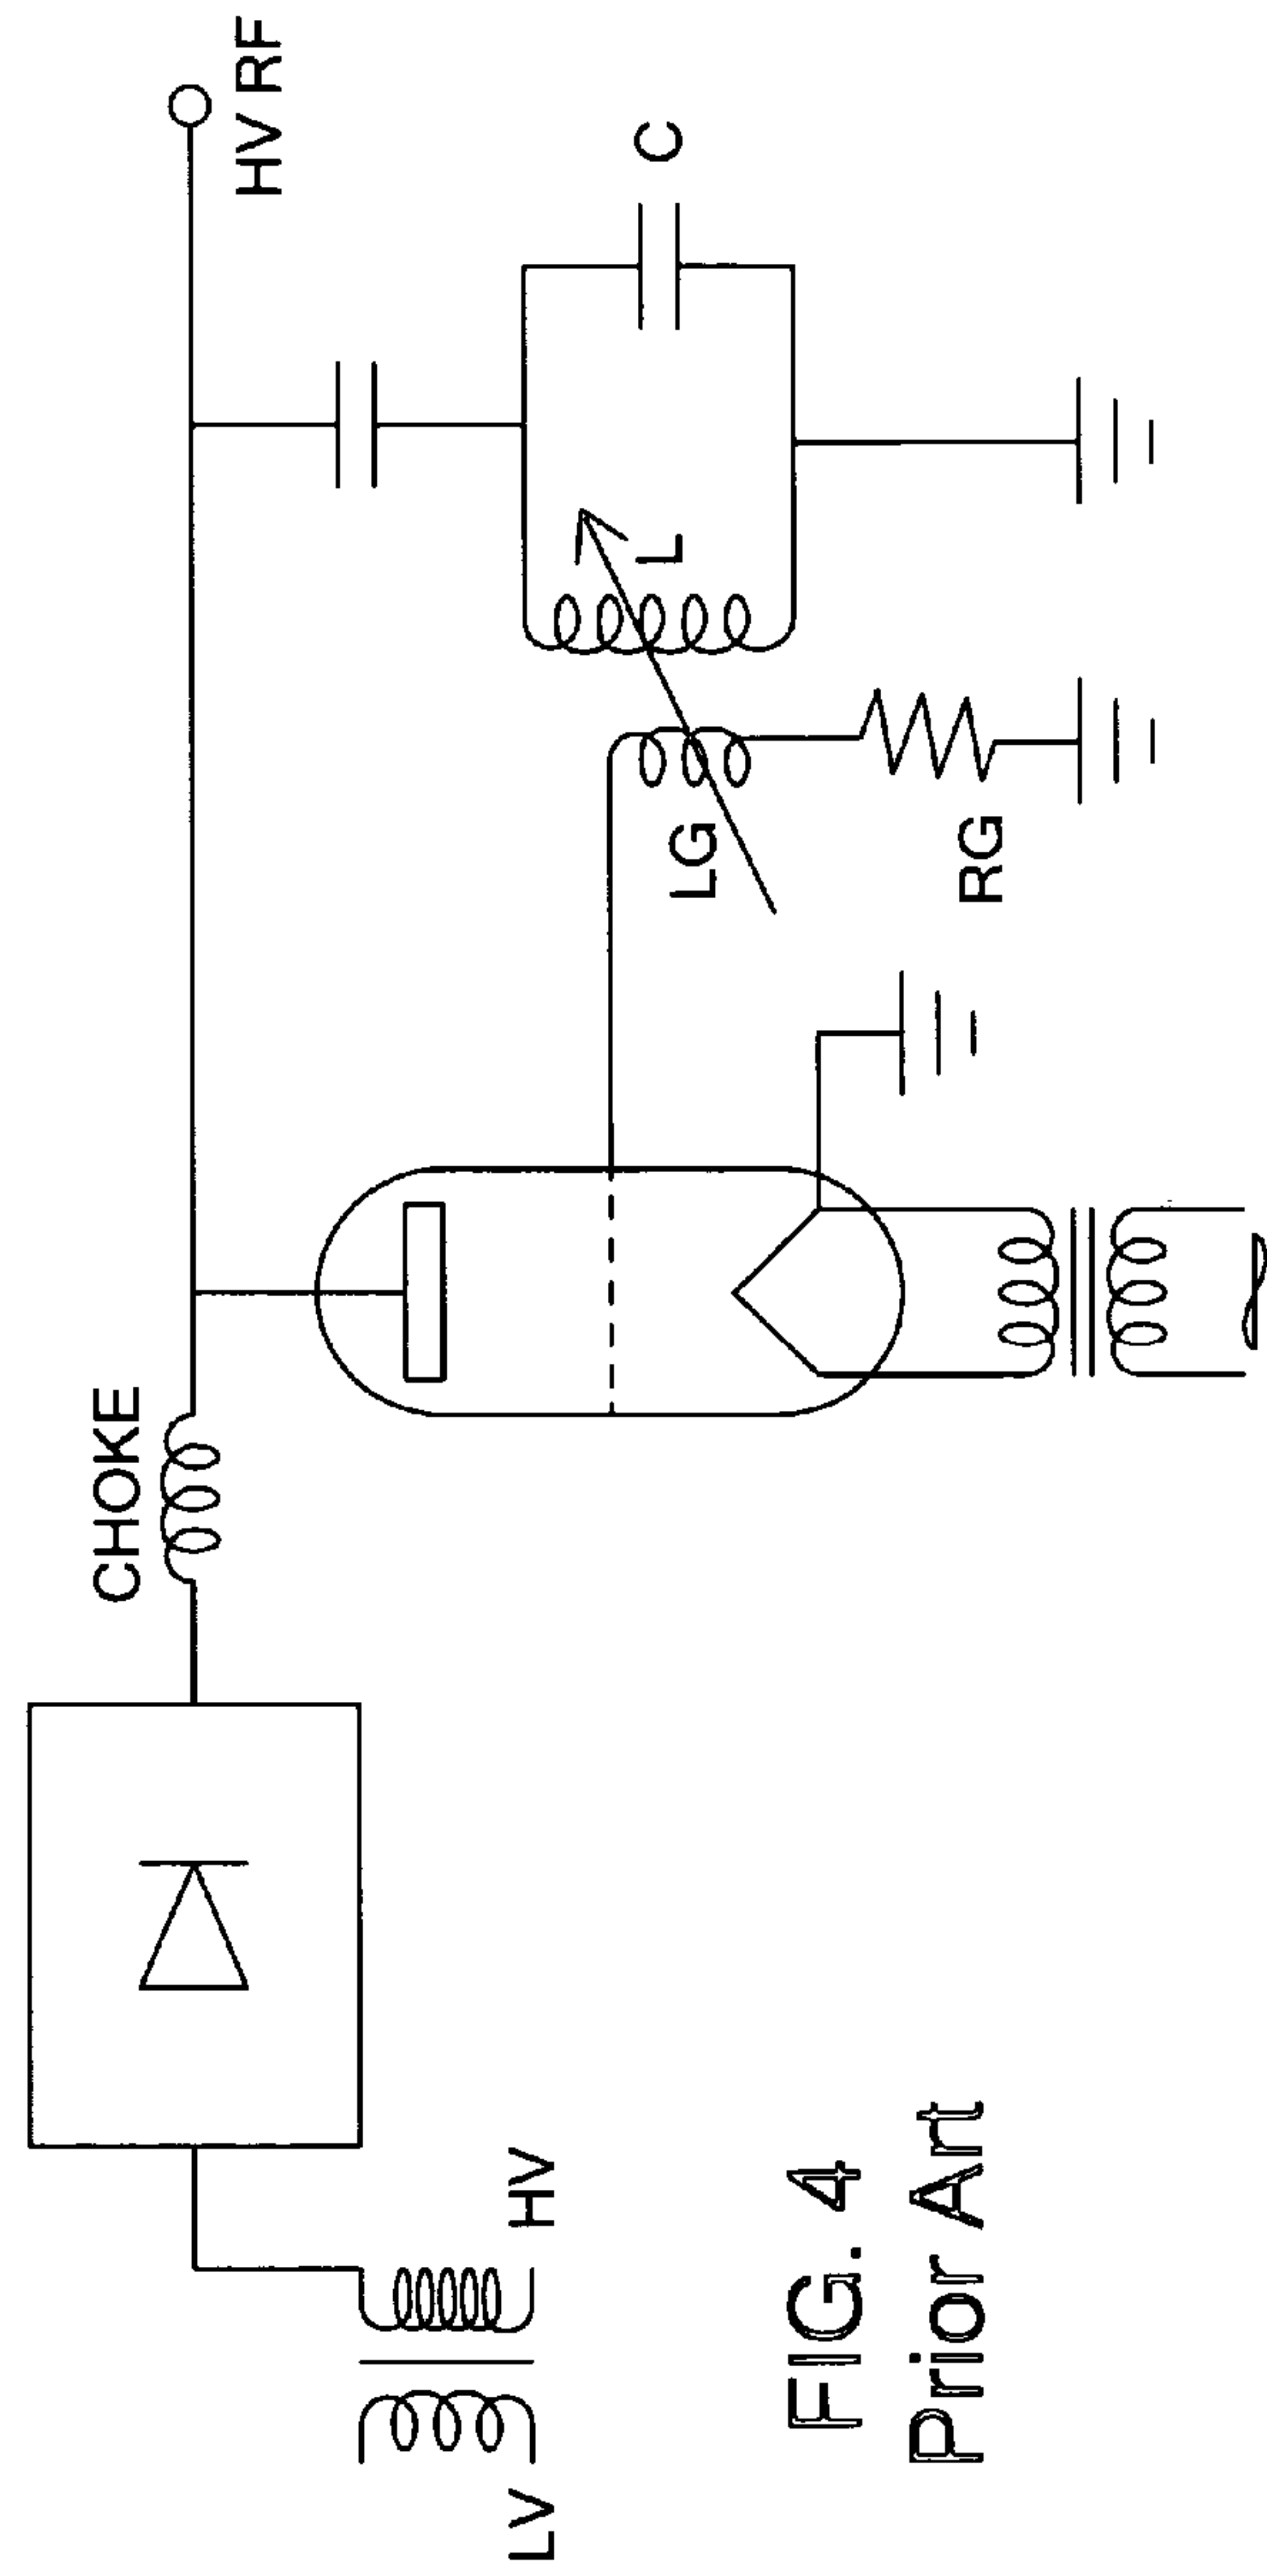 CHOKE
HV RF
C
L
LG
RG
LV
HV
FIG. 4
Prior Art